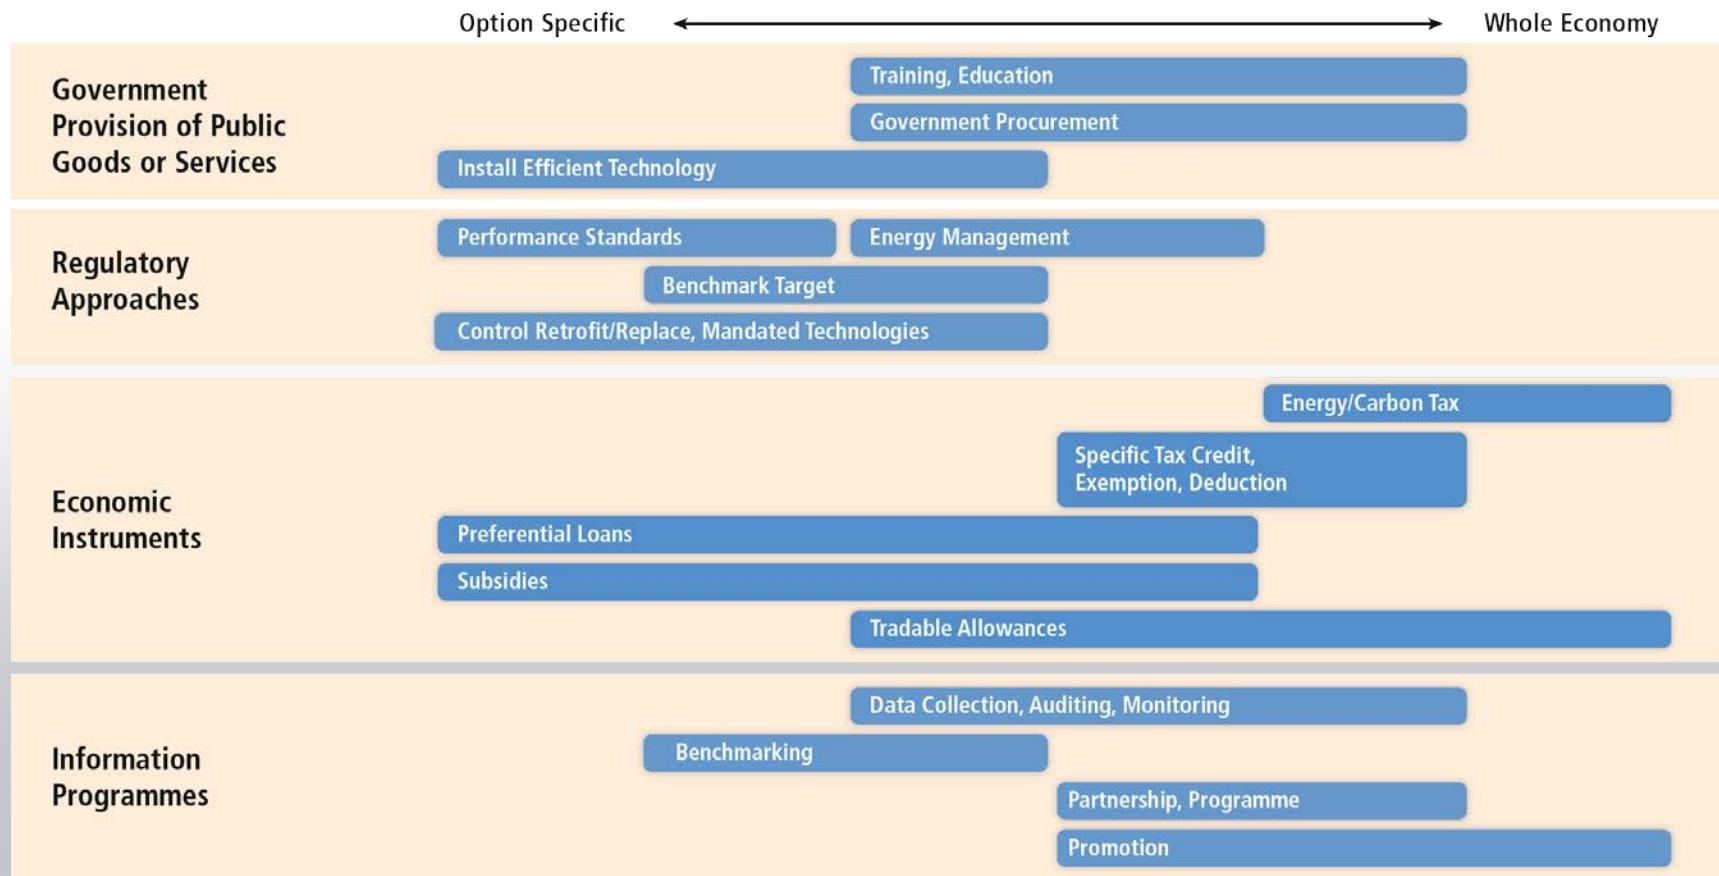 Option Specific
Whole Economy
Government
Provision of Public
Goods or Services
Training, Education
Government Procurement
Install Efficient Technology
Regulatory
Approaches
Performance Standards
Energy Management
Benchmark Target
Control Retrofit/Replace, Mandated Technologies
Economic
Instruments
Energy/Carbon Tax
Specific Tax Credit,
Exemption, Deduction
Preferential Loans
Subsidies
Tradable Allowances
Information
Programmes
Data Collection, Auditing, Monitoring
Benchmarking
Partnership, Programme
Promotion